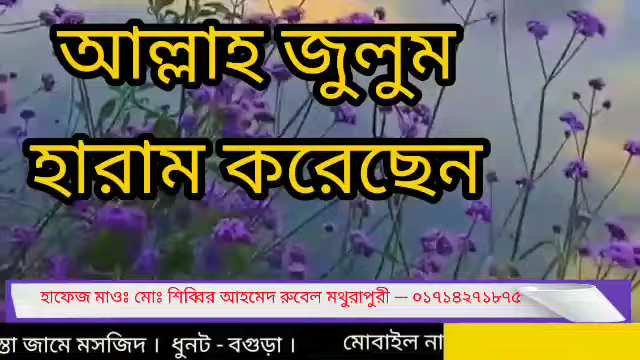 আল্লাহ জুলুম
হারাম করেছেন
হাফেজ মাওঃ মোঃ শিব্বির আহমেদ রুবেল মথুরাপুরী — ০১৭১৪২৭১৮৭৫
জামে মসজিদ । ধুনট - বগুড়া । মোবাইল